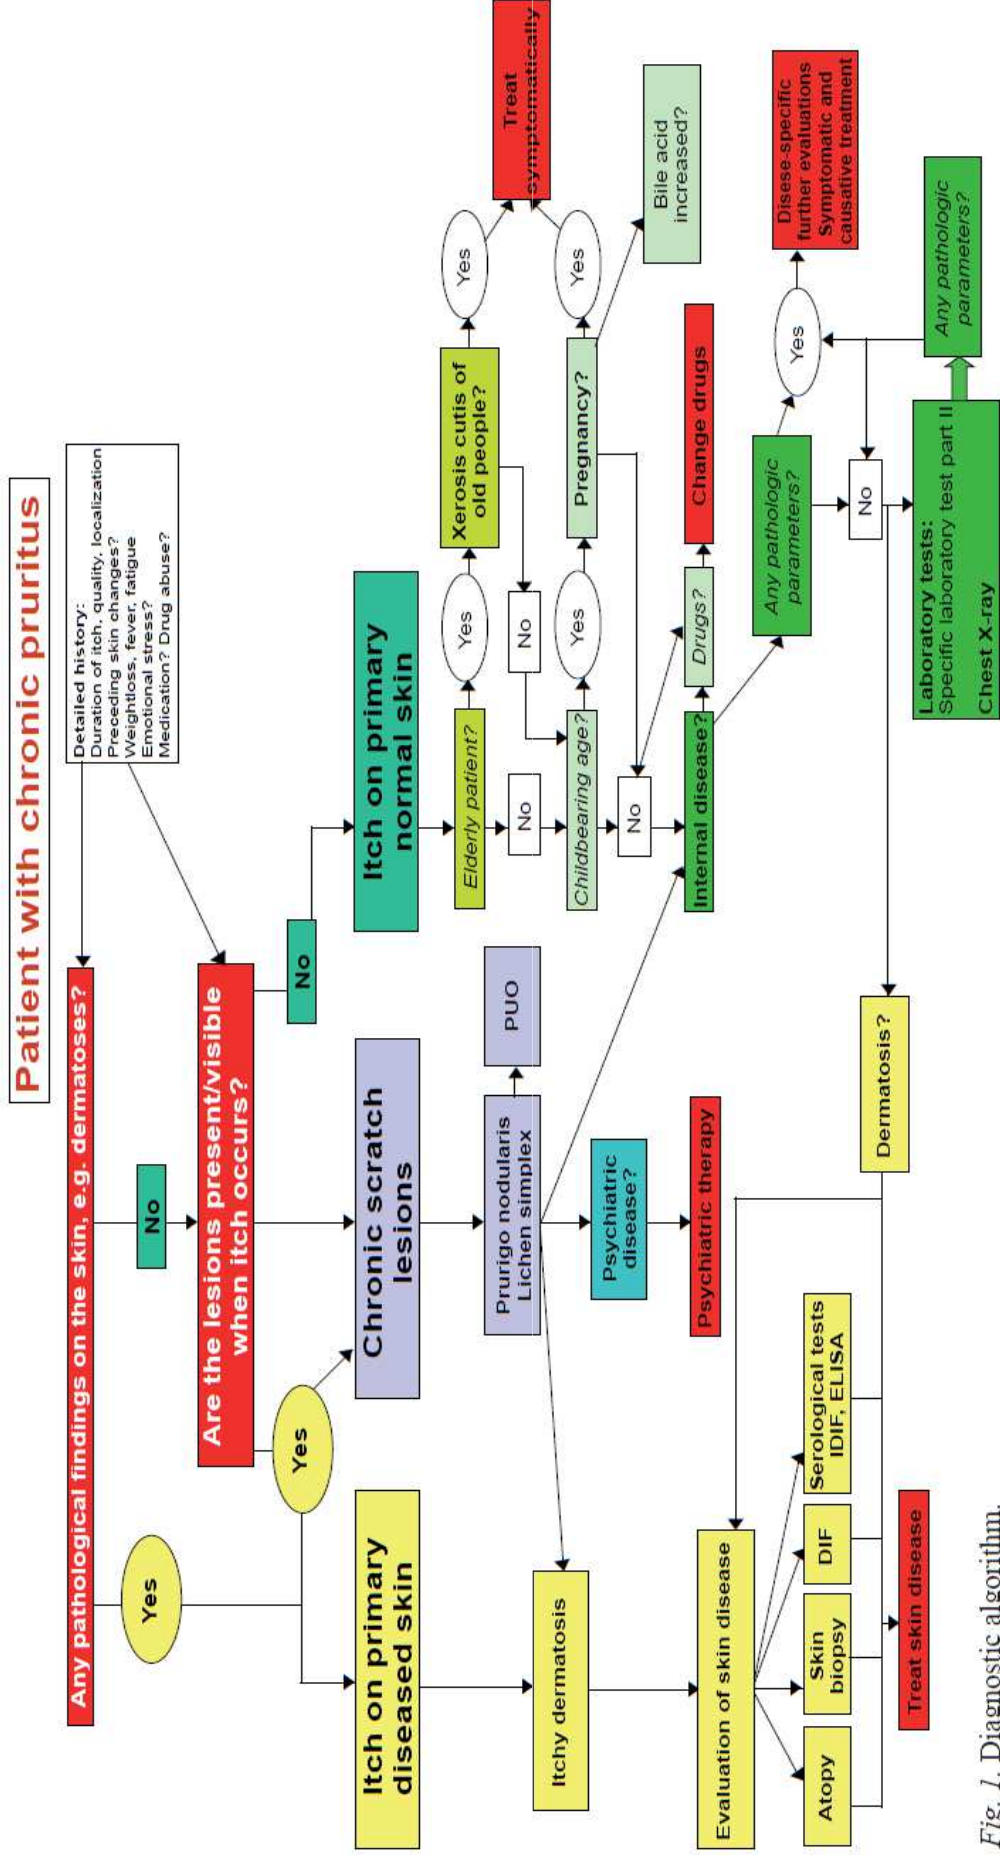 Patient with chronic pruritus
Detailed history:
Duration of itch, quality, localization
Preceding skin changes?
Weightloss, fever, fatigue
Emotional stress?
Medication? Drug abuse?
Any pathological findings on the skin, e.g. dermatoses?
Yes
No
Are the lesions present/visible
when itch occurs?
Yes
No
Itch on primary
diseased skin
Chronic scratch
lesions
Itch on primary
normal skin
Elderly patient?
Yes
Xerosis cutis of
old people?
Yes
Treat
symptomatically
No
No
Prurigo nodularis
Lichen simplex
PUO
Childbearing age?
Yes
Pregnancy?
Yes
Bile acid
increased?
No
Itchy dermatosis
Psychiatric
disease?
Psychiatric therapy
Internal disease?
Drugs?
Change drugs
Any pathologic
parameters?
Yes
Disese-specific
further evaluations
Symptomatic and
causative treatment
No
Evaluation of skin disease
Atopy
Skin
biopsy
DIF
Serological tests
IDIF, ELISA
Dermatosis?
Laboratory tests:
Specific laboratory test part II
Chest X-ray
Any pathologic
parameters?
Treat skin disease
Fig. 1. Diagnostic algorithm.